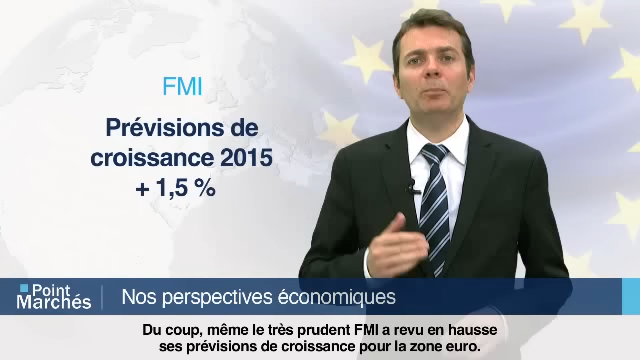 FMI
Prévisions de
croissance 2015
+ 1,5 %
Point
Marchés
Nos perspectives économiques
Du coup, même le très prudent FMI a revu en hausse
ses prévisions de croissance pour la zone euro.